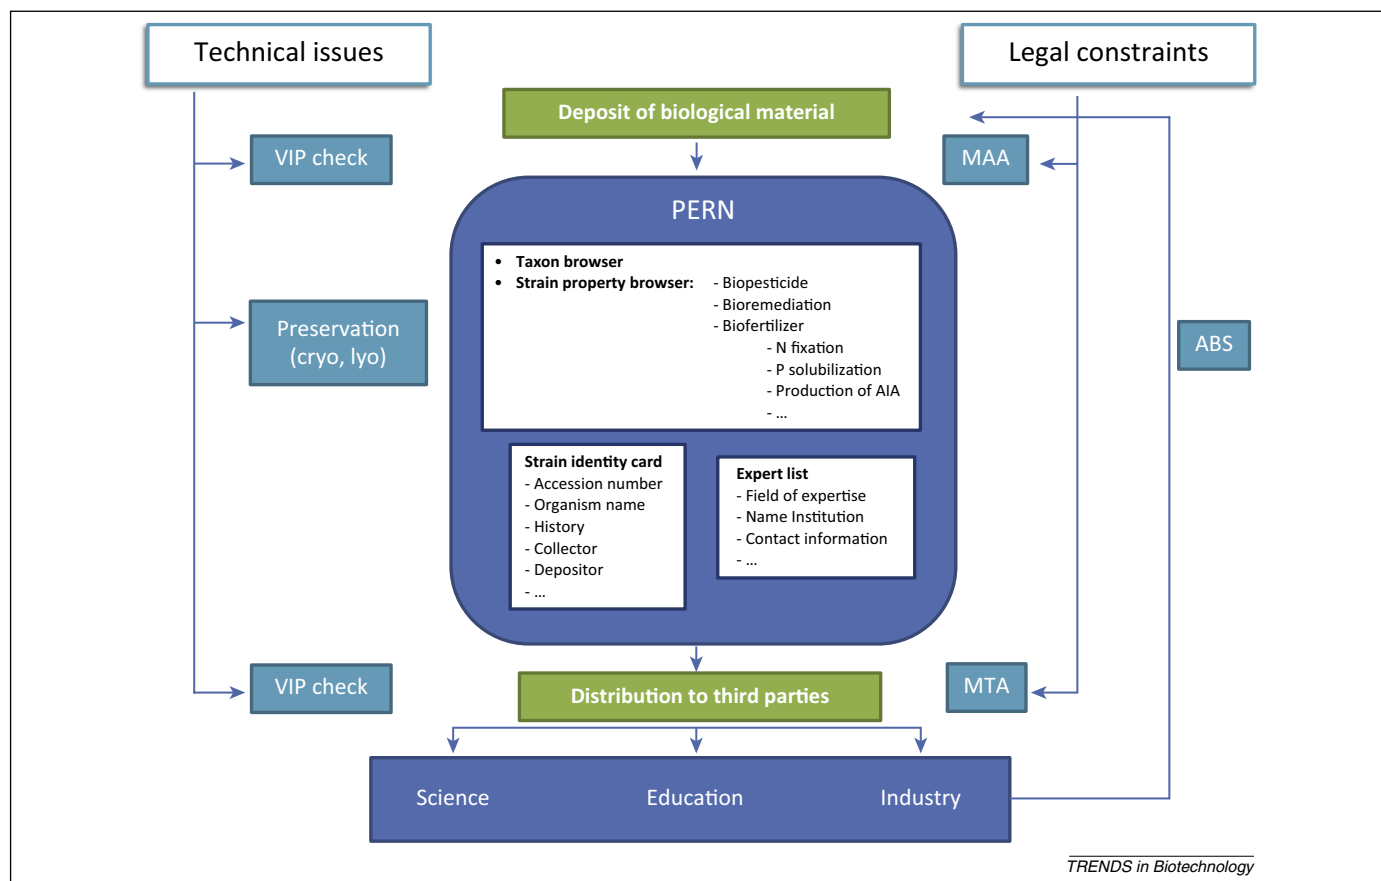 Technical issues
Legal constraints
Deposit of biological material
VIP check
MAA
PERN
• Taxon browser
• Strain property browser: - Biopesticide
- Bioremediation
- Biofertilizer
- N fixation
- P solubilization
- Production of AIA
- ...
Preservation
(cryo, lyo)
ABS
Strain identity card
- Accession number
- Organism name
- History
- Collector
- Depositor
- ...
Expert list
- Field of expertise
- Name Institution
- Contact information
- ...
VIP check
Distribution to third parties
MTA
Science
Education
Industry
TRENDS in Biotechnology